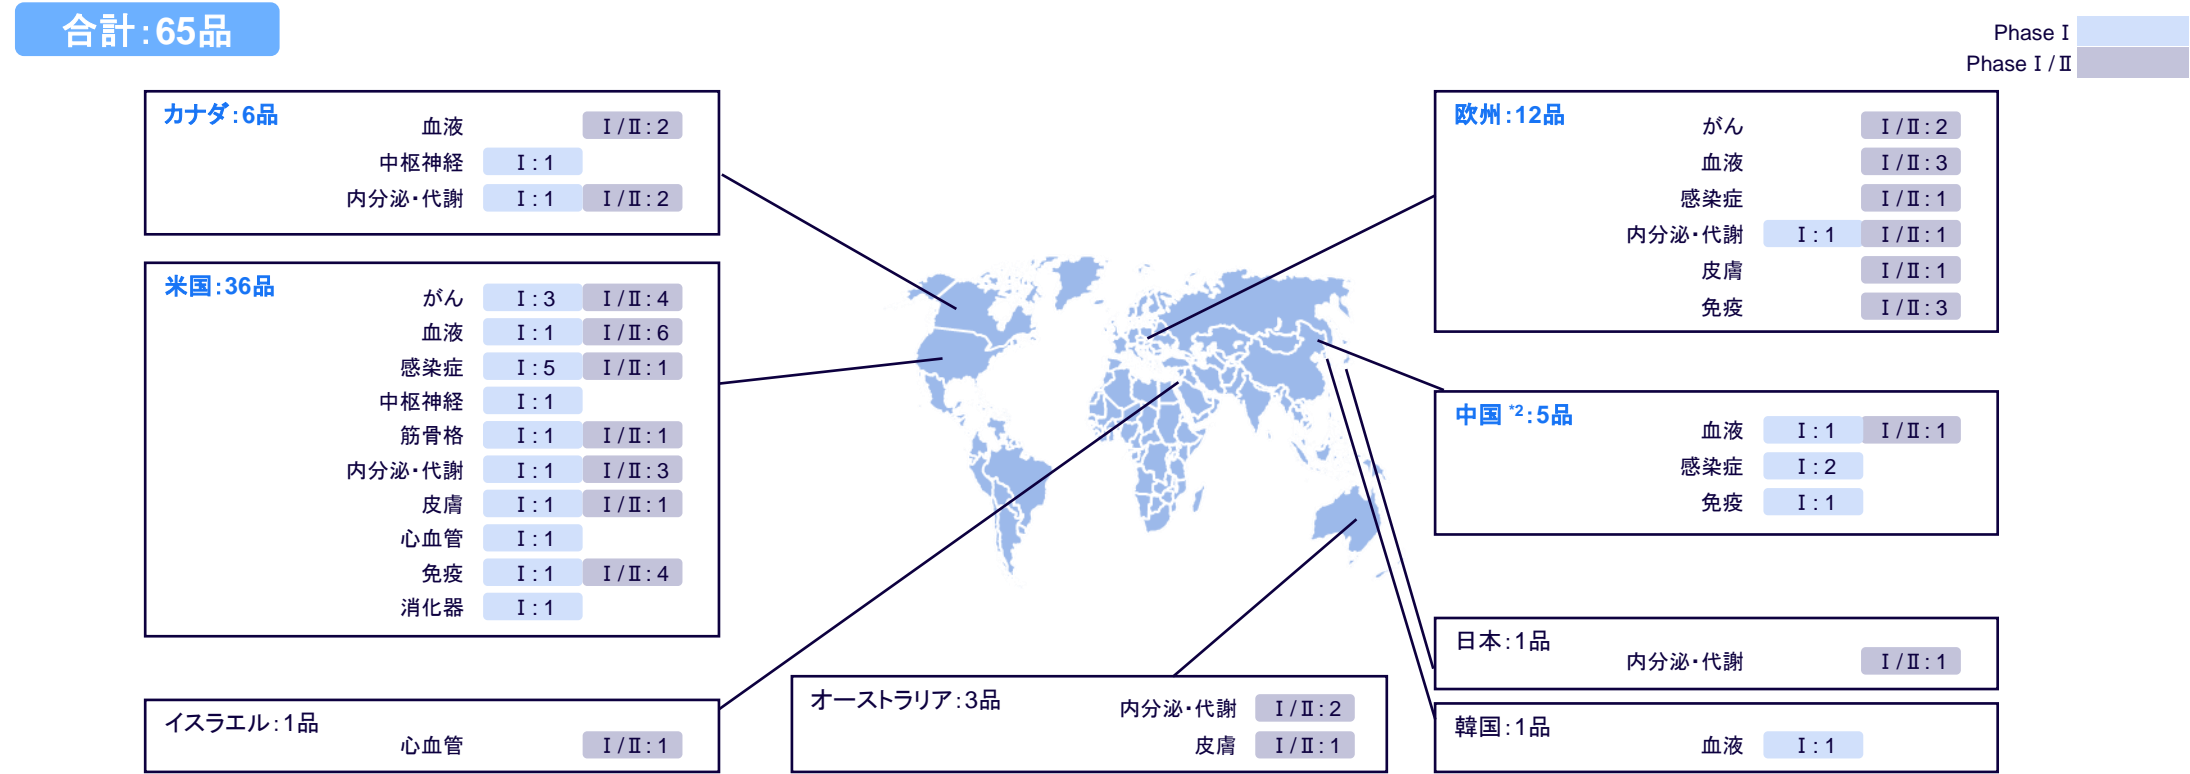 合計:65品
Phase Ⅰ
Phase Ⅰ/Ⅱ
カナダ:6品
血液 Ⅰ/Ⅱ:2
中枢神経 Ⅰ:1
内分泌・代謝 Ⅰ:1 Ⅰ/Ⅱ:2
米国:36品
がん Ⅰ:3 Ⅰ/Ⅱ:4
血液 Ⅰ:1 Ⅰ/Ⅱ:6
感染症 Ⅰ:5 Ⅰ/Ⅱ:1
中枢神経 Ⅰ:1
筋骨格 Ⅰ:1 Ⅰ/Ⅱ:1
内分泌・代謝 Ⅰ:1 Ⅰ/Ⅱ:3
皮膚 Ⅰ:1 Ⅰ/Ⅱ:1
心血管 Ⅰ:1
免疫 Ⅰ:1 Ⅰ/Ⅱ:4
消化器 Ⅰ:1
イスラエル:1品
心血管 Ⅰ/Ⅱ:1
オーストラリア:3品
内分泌・代謝 Ⅰ/Ⅱ:2
皮膚 Ⅰ/Ⅱ:1
欧州:12品
がん Ⅰ/Ⅱ:2
血液 Ⅰ/Ⅱ:3
感染症 Ⅰ/Ⅱ:1
内分泌・代謝 Ⅰ:1 Ⅰ/Ⅱ:1
皮膚 Ⅰ/Ⅱ:1
免疫 Ⅰ/Ⅱ:3
中国 *2:5品
血液 Ⅰ:1 Ⅰ/Ⅱ:1
感染症 Ⅰ:2
免疫 Ⅰ:1
日本:1品
内分泌・代謝 Ⅰ/Ⅱ:1
韓国:1品
血液 Ⅰ:1